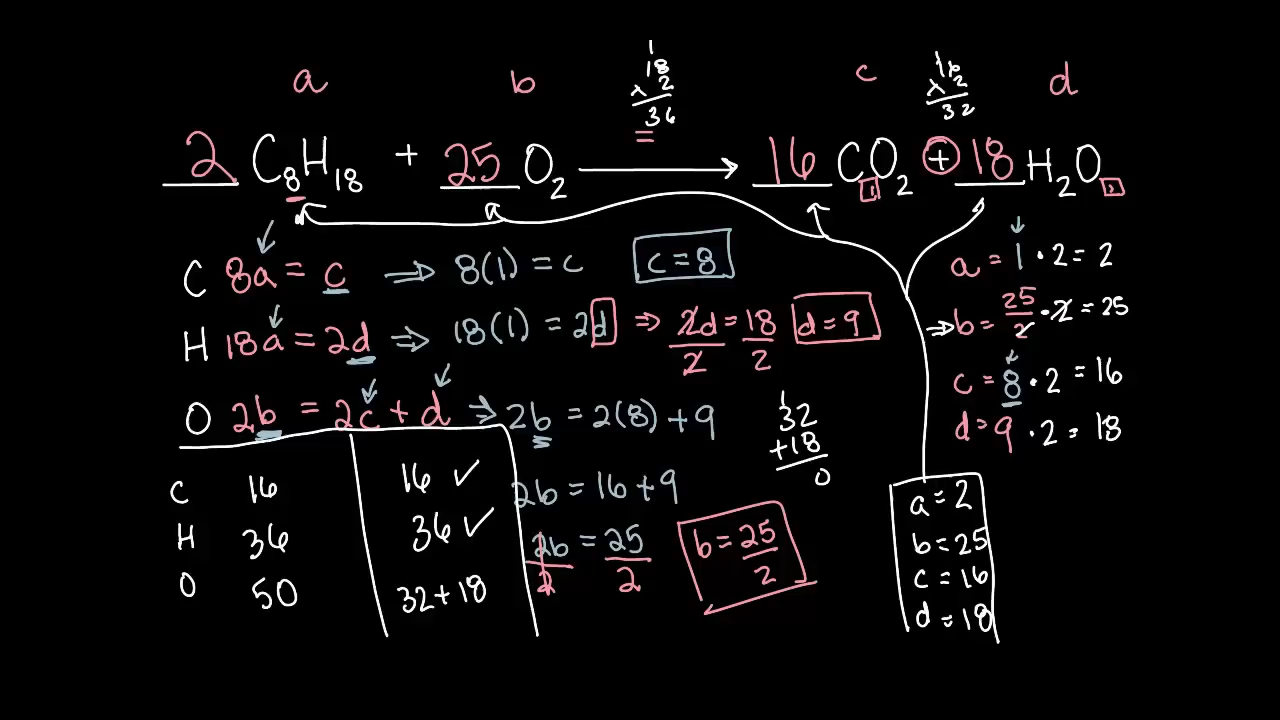 a b c d
1
18
x 2
36
=
16
x 2
32
2 C₈H₁₈ + 25 O₂ → 16 CO₂ + 18 H₂O
1
C 8a = c ⇒ 8(1) = c c = 8
H 18a = 2d ⇒ 18(1) = 2d ⇒ 2d/2 = 18/2 d = 9
O 2b = 2c + d ⇒ 2b = 2(8) + 9
2b = 16 + 9
2b/2 = 25/2 b = 25/2
1
32
+18
0
a = 1 · 2 = 2
⇒ b = 25/2 · 2 = 25
c = 8 · 2 = 16
d = 9 · 2 = 18
C 16 16 ✓
H 36 36 ✓
O 50 32 + 18
a = 2
b = 25
c = 16
d = 18